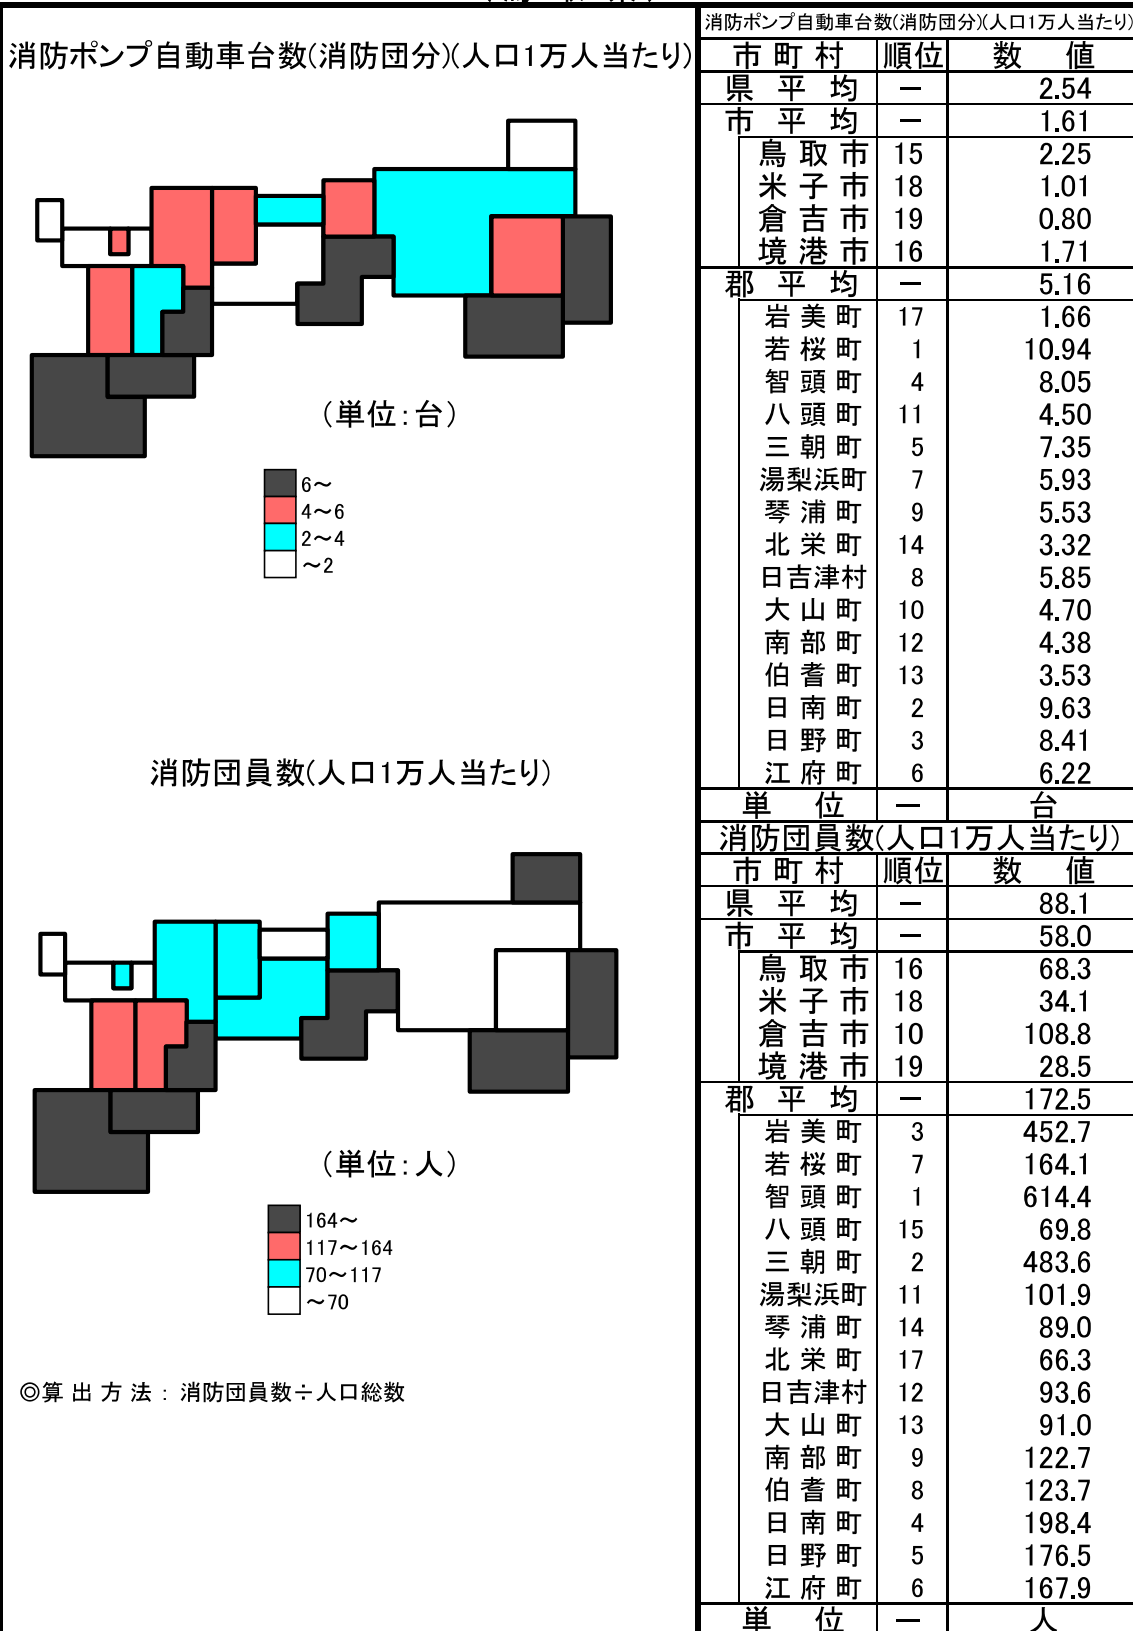 消防ポンプ自動車台数(消防団分)(人口1万人当たり)
(単位:台)
6～
4～6
2～4
～2
消防団員数(人口1万人当たり)
(単位:人)
164～
117～164
70～117
～70
◎算出方法：消防団員数÷人口総数
消防ポンプ自動車台数(消防団分)(人口1万人当たり)
市町村 順位 数値
県平均 － 2.54
市平均 － 1.61
鳥取市 15 2.25
米子市 18 1.01
倉吉市 19 0.80
境港市 16 1.71
郡平均 － 5.16
岩美町 17 1.66
若桜町 1 10.94
智頭町 4 8.05
八頭町 11 4.50
三朝町 5 7.35
湯梨浜町 7 5.93
琴浦町 9 5.53
北栄町 14 3.32
日吉津村 8 5.85
大山町 10 4.70
南部町 12 4.38
伯耆町 13 3.53
日南町 2 9.63
日野町 3 8.41
江府町 6 6.22
単位 － 台
消防団員数(人口1万人当たり)
市町村 順位 数値
県平均 － 88.1
市平均 － 58.0
鳥取市 16 68.3
米子市 18 34.1
倉吉市 10 108.8
境港市 19 28.5
郡平均 － 172.5
岩美町 3 452.7
若桜町 7 164.1
智頭町 1 614.4
八頭町 15 69.8
三朝町 2 483.6
湯梨浜町 11 101.9
琴浦町 14 89.0
北栄町 17 66.3
日吉津村 12 93.6
大山町 13 91.0
南部町 9 122.7
伯耆町 8 123.7
日南町 4 198.4
日野町 5 176.5
江府町 6 167.9
単位 － 人